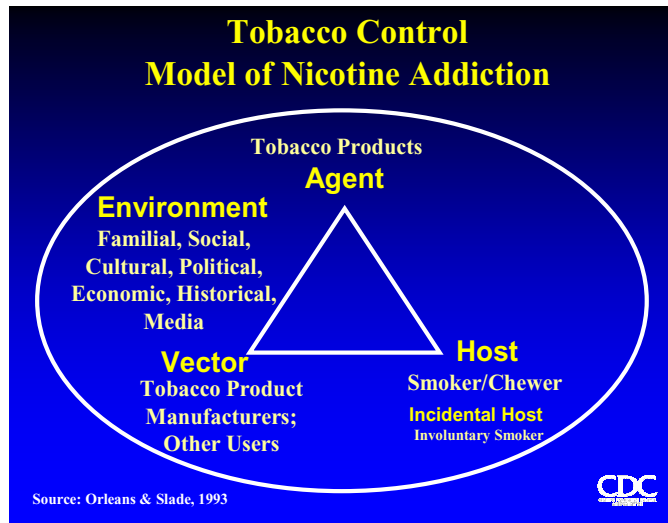 Tobacco Control
Model of Nicotine Addiction
Tobacco Products
Agent
Environment
Familial, Social,
Cultural, Political,
Economic, Historical,
Media
Vector
Tobacco Product
Manufacturers;
Other Users
Host
Smoker/Chewer
Incidental Host
Involuntary Smoker
Source: Orleans & Slade, 1993
CDC